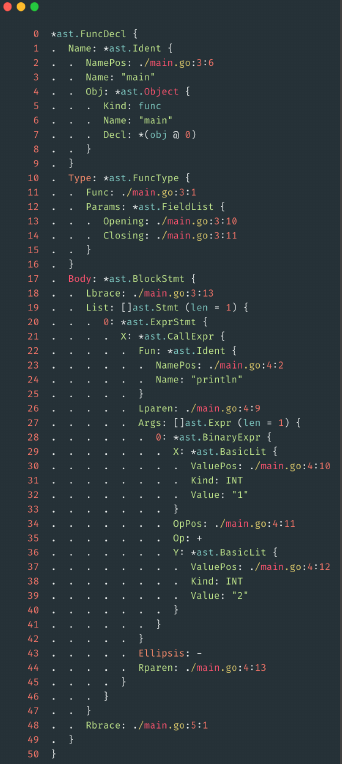 0 *ast.FuncDecl {
1 . Name: *ast.Ident {
2 . . NamePos: ./main.go:3:6
3 . . Name: "main"
4 . . Obj: *ast.Object {
5 . . . Kind: func
6 . . . Name: "main"
7 . . . Decl: *(obj @ 0)
8 . . }
9 . }
10 . Type: *ast.FuncType {
11 . . Func: ./main.go:3:1
12 . . Params: *ast.FieldList {
13 . . . Opening: ./main.go:3:10
14 . . . Closing: ./main.go:3:11
15 . . }
16 . }
17 . Body: *ast.BlockStmt {
18 . . Lbrace: ./main.go:3:13
19 . . List: []ast.Stmt (len = 1) {
20 . . . 0: *ast.ExprStmt {
21 . . . . X: *ast.CallExpr {
22 . . . . . Fun: *ast.Ident {
23 . . . . . . NamePos: ./main.go:4:2
24 . . . . . . Name: "println"
25 . . . . . }
26 . . . . . Lparen: ./main.go:4:9
27 . . . . . Args: []ast.Expr (len = 1) {
28 . . . . . . 0: *ast.BinaryExpr {
29 . . . . . . . X: *ast.BasicLit {
30 . . . . . . . . ValuePos: ./main.go:4:10
31 . . . . . . . . Kind: INT
32 . . . . . . . . Value: "1"
33 . . . . . . . }
34 . . . . . . . OpPos: ./main.go:4:11
35 . . . . . . . Op: +
36 . . . . . . . Y: *ast.BasicLit {
37 . . . . . . . . ValuePos: ./main.go:4:12
38 . . . . . . . . Kind: INT
39 . . . . . . . . Value: "2"
40 . . . . . . . }
41 . . . . . . }
42 . . . . . }
43 . . . . . Ellipsis: -
44 . . . . . Rparen: ./main.go:4:13
45 . . . . }
46 . . . }
47 . . }
48 . . Rbrace: ./main.go:5:1
49 . }
50 }